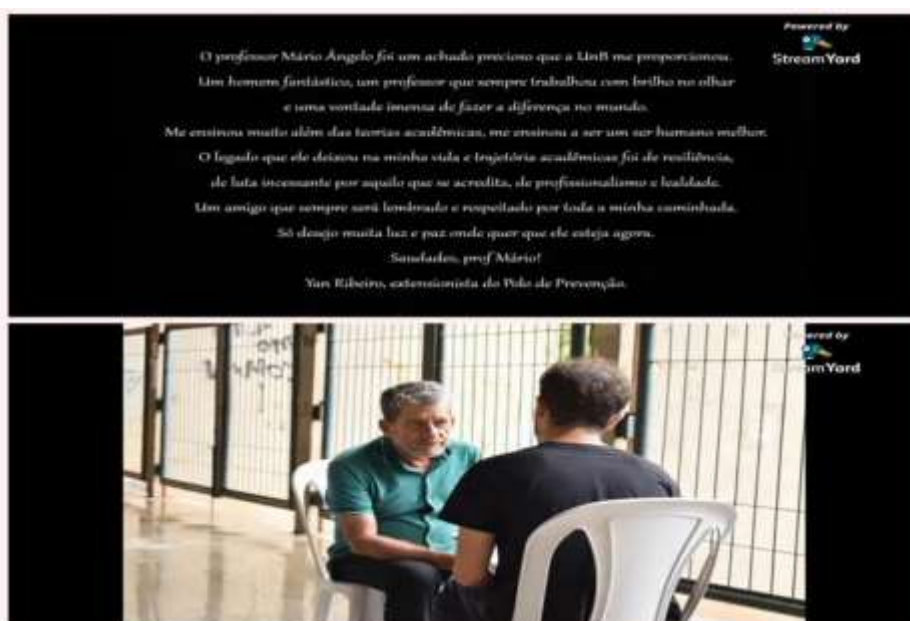 Powered by
StreamYard
O professor Mário Ângelo foi um achado precioso que a UnB me proporcionou.
Um homem fantástico, um professor que sempre trabalhou com brilho no olhar
e uma vontade imensa de fazer a diferença no mundo.
Me ensinou muito além das teorias acadêmicas, me ensinou a ser um ser humano melhor.
O legado que ele deixou na minha vida e trajetória acadêmicas foi de resiliência,
de luta incessante por aquilo que se acredita, de profissionalismo e lealdade.
Um amigo que sempre será lembrado e respeitado por toda a minha caminhada.
Só desejo muita luz e paz onde quer que ele esteja agora.
Saudades, prof Mário!
Yan Ribeiro, extensionista do Polo de Prevenção.
Powered by
StreamYard